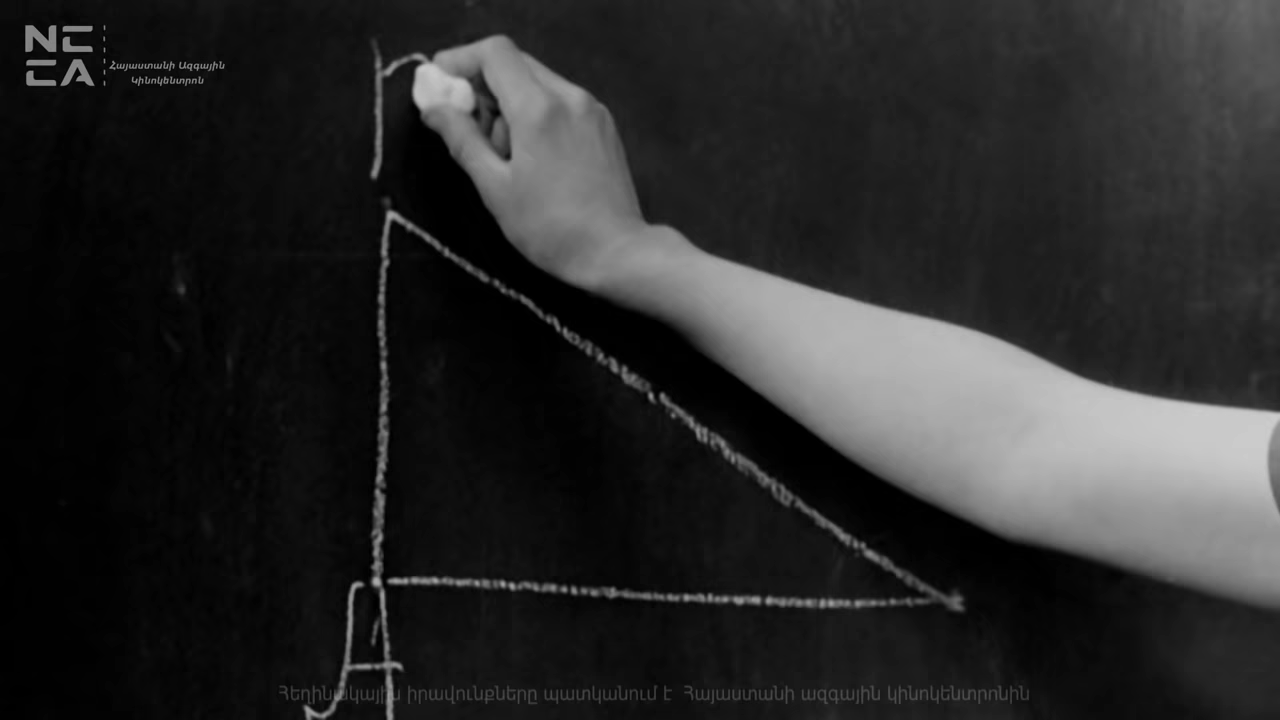 NC
CA
Հայաստանի Ազգային
Կինոկենտրոն
A
Հեղինակային իրավունքները պատկանում է Հայաստանի ազգային կինոկենտրոնին